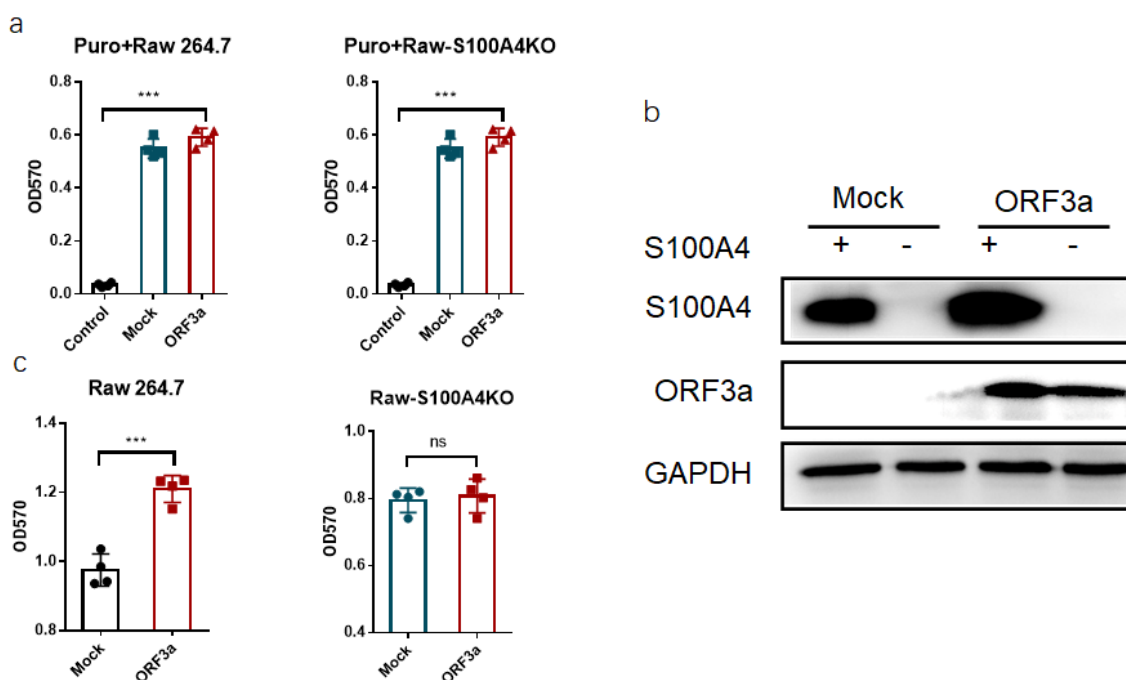 a
Puro+Raw 264.7
Puro+Raw-S100A4KO
***
***
0.8
0.6
0.4
0.2
0.0
OD570
Control
Mock
ORF3a
0.8
0.6
0.4
0.2
0.0
OD570
Control
Mock
ORF3a
b
Mock ORF3a
S100A4 + - + -
S100A4
ORF3a
GAPDH
c
Raw 264.7
***
1.4
1.2
1.0
0.8
OD570
Mock
ORF3a
Raw-S100A4KO
ns
1.0
0.8
0.6
0.4
OD570
Mock
ORF3a